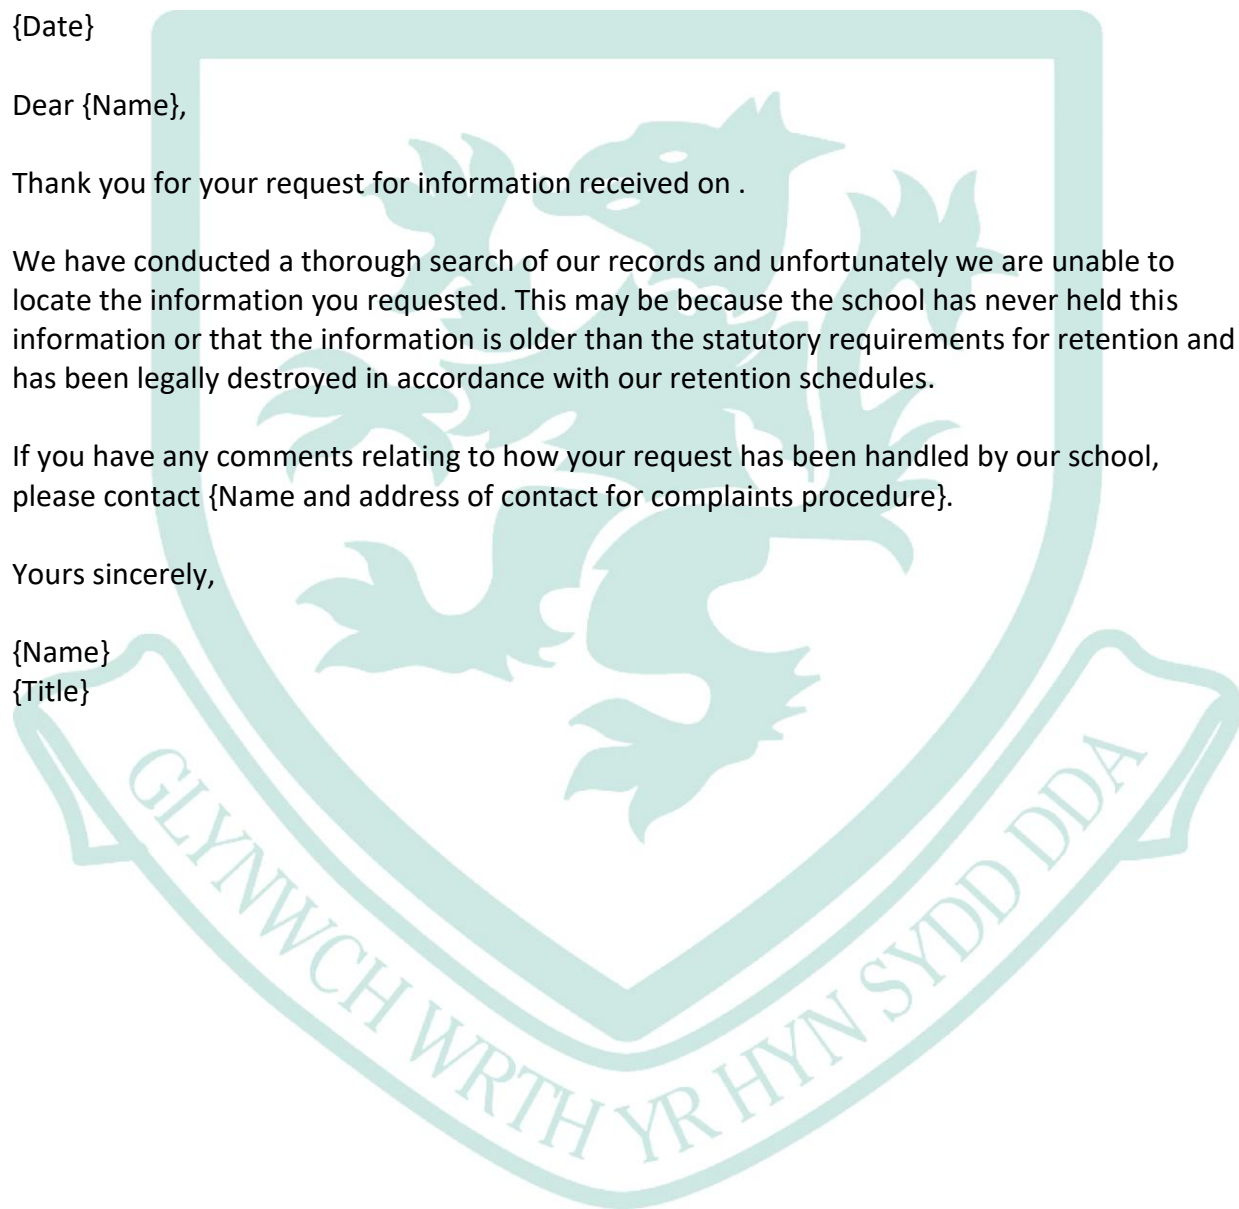 {Date}
Dear {Name},
Thank you for your request for information received on .
We have conducted a thorough search of our records and unfortunately we are unable to
locate the information you requested. This may be because the school has never held this
information or that the information is older than the statutory requirements for retention and
has been legally destroyed in accordance with our retention schedules.
If you have any comments relating to how your request has been handled by our school,
please contact {Name and address of contact for complaints procedure}.
Yours sincerely,
{Name}
{Title}
GLYNWCH WRTH YR HYN SYDD DDA